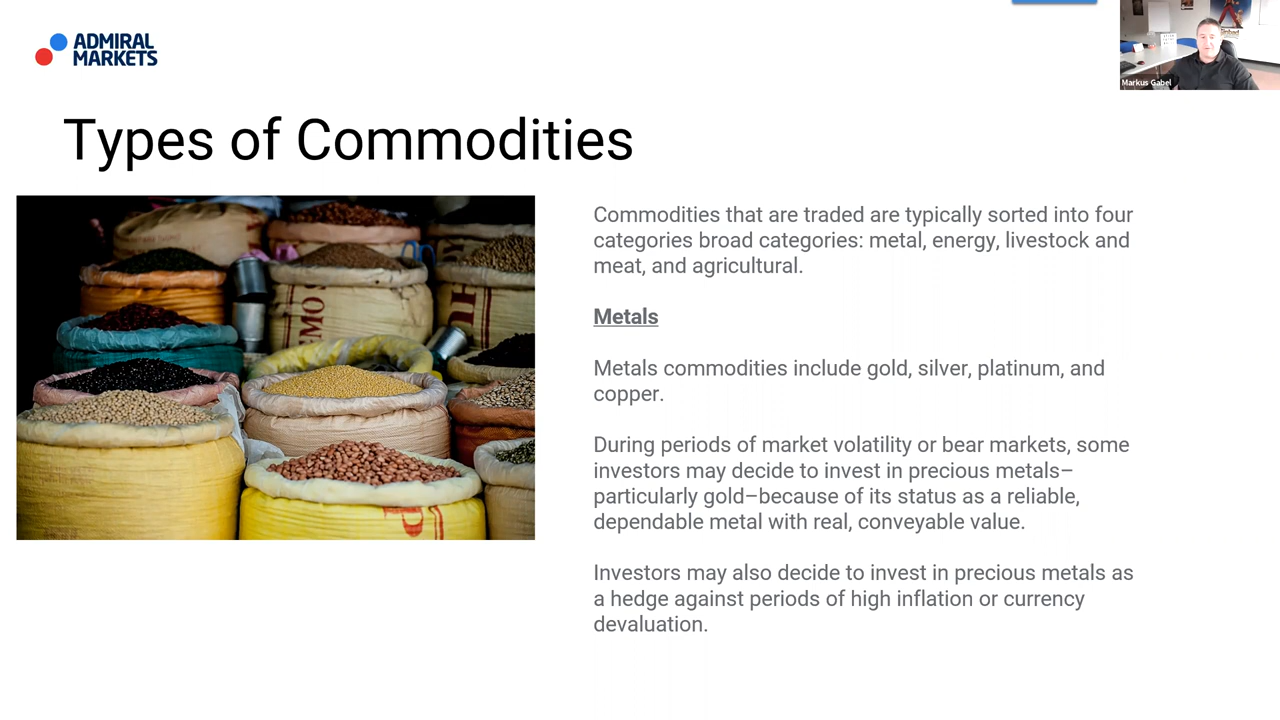 ADMIRAL
MARKETS
Markus Gabel
Types of Commodities
Commodities that are traded are typically sorted into four
categories broad categories: metal, energy, livestock and
meat, and agricultural.
Metals
Metals commodities include gold, silver, platinum, and
copper.
During periods of market volatility or bear markets, some
investors may decide to invest in precious metals–
particularly gold–because of its status as a reliable,
dependable metal with real, conveyable value.
Investors may also decide to invest in precious metals as
a hedge against periods of high inflation or currency
devaluation.